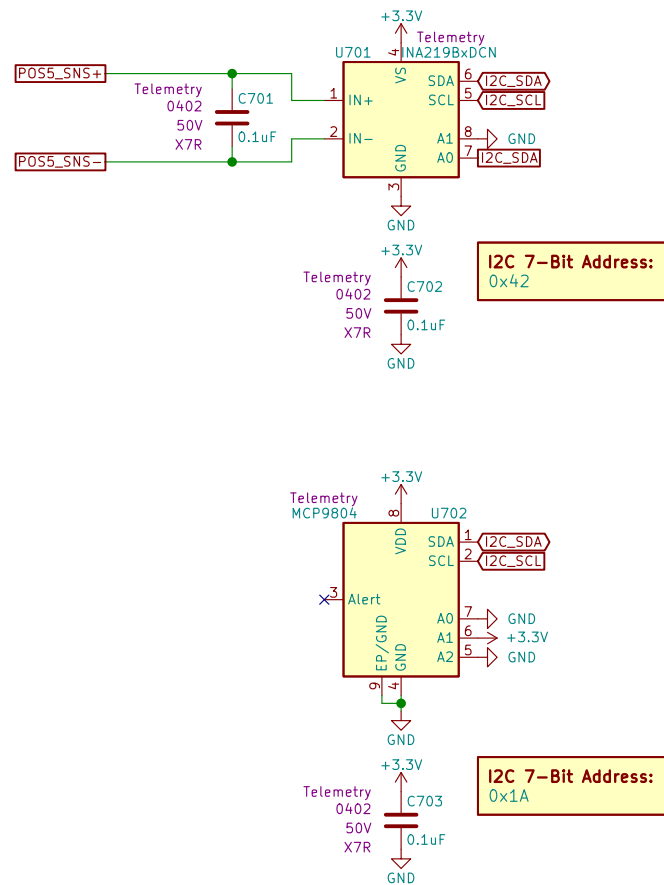 +3.3V
Telemetry
U701
INA219BxDCN
4
VS
POS5_SNS+
Telemetry
0402
50V
X7R
C701
0.1uF
POS5_SNS-
1
IN+
2
IN-
SDA
6
I2C_SDA
SCL
5
I2C_SCL
A1
8
GND
A0
7
I2C_SDA
GND
3
GND
I2C 7-Bit Address:
0x42
+3.3V
Telemetry
0402
50V
X7R
C702
0.1uF
GND
+3.3V
Telemetry
MCP9804
U702
8
VDD
SDA
1
I2C_SDA
SCL
2
I2C_SCL
3
Alert
A0
7
GND
A1
6
+3.3V
A2
5
GND
EP/GND
GND
9
4
GND
I2C 7-Bit Address:
0x1A
+3.3V
Telemetry
0402
50V
X7R
C703
0.1uF
GND